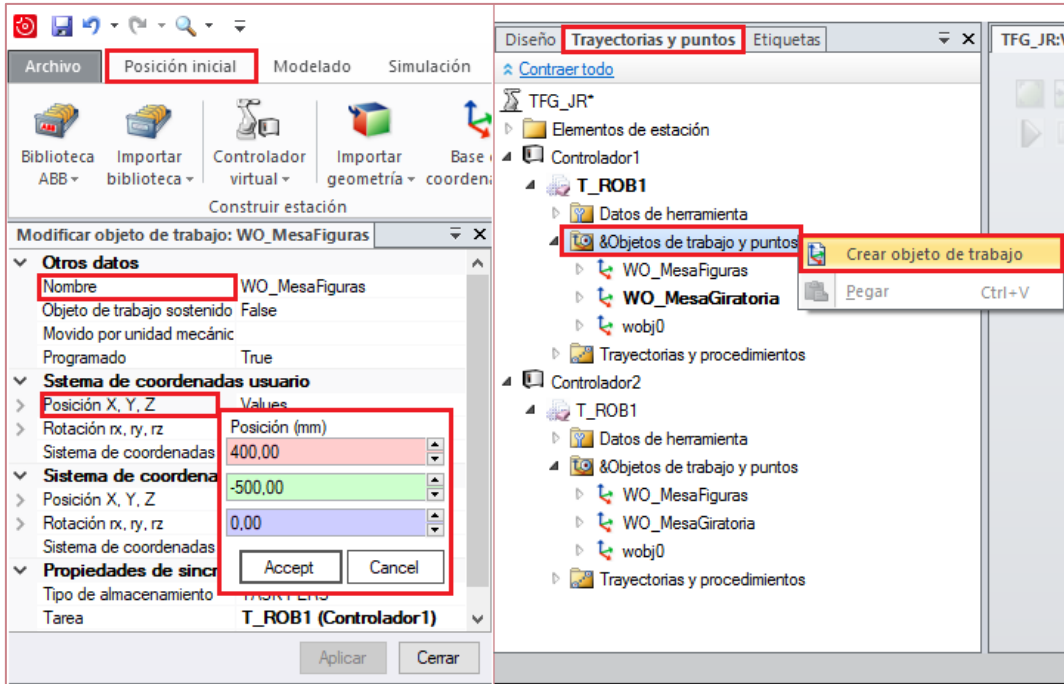 Archivo
Posición inicial
Modelado
Simulación
Biblioteca ABB
Importar biblioteca
Controlador virtual
Importar geometría
Base
coorden
Construir estación
Modificar objeto de trabajo: WO_MesaFiguras
Otros datos
Nombre WO_MesaFiguras
Objeto de trabajo sostenido False
Movido por unidad mecánic
Programado True
Sstema de coordenadas usuario
Posición X, Y, Z Values
Rotación rx, ry, rz
Sistema de coordenadas
Sistema de coordena
Posición X, Y, Z
Rotación rx, ry, rz
Sistema de coordenadas
Propiedades de sincr
Tipo de almacenamiento TASK PERS
Tarea T_ROB1 (Controlador1)
Posición (mm)
400,00
-500,00
0,00
Accept Cancel
Aplicar Cerrar
Diseño Trayectorias y puntos Etiquetas
Contraer todo
TFG_JR*
Elementos de estación
Controlador1
T_ROB1
Datos de herramienta
&Objetos de trabajo y puntos
WO_MesaFiguras
WO_MesaGiratoria
wobj0
Trayectorias y procedimientos
Controlador2
T_ROB1
Datos de herramienta
&Objetos de trabajo y puntos
WO_MesaFiguras
WO_MesaGiratoria
wobj0
Trayectorias y procedimientos
Crear objeto de trabajo
Pegar Ctrl+V
TFG_JR:V